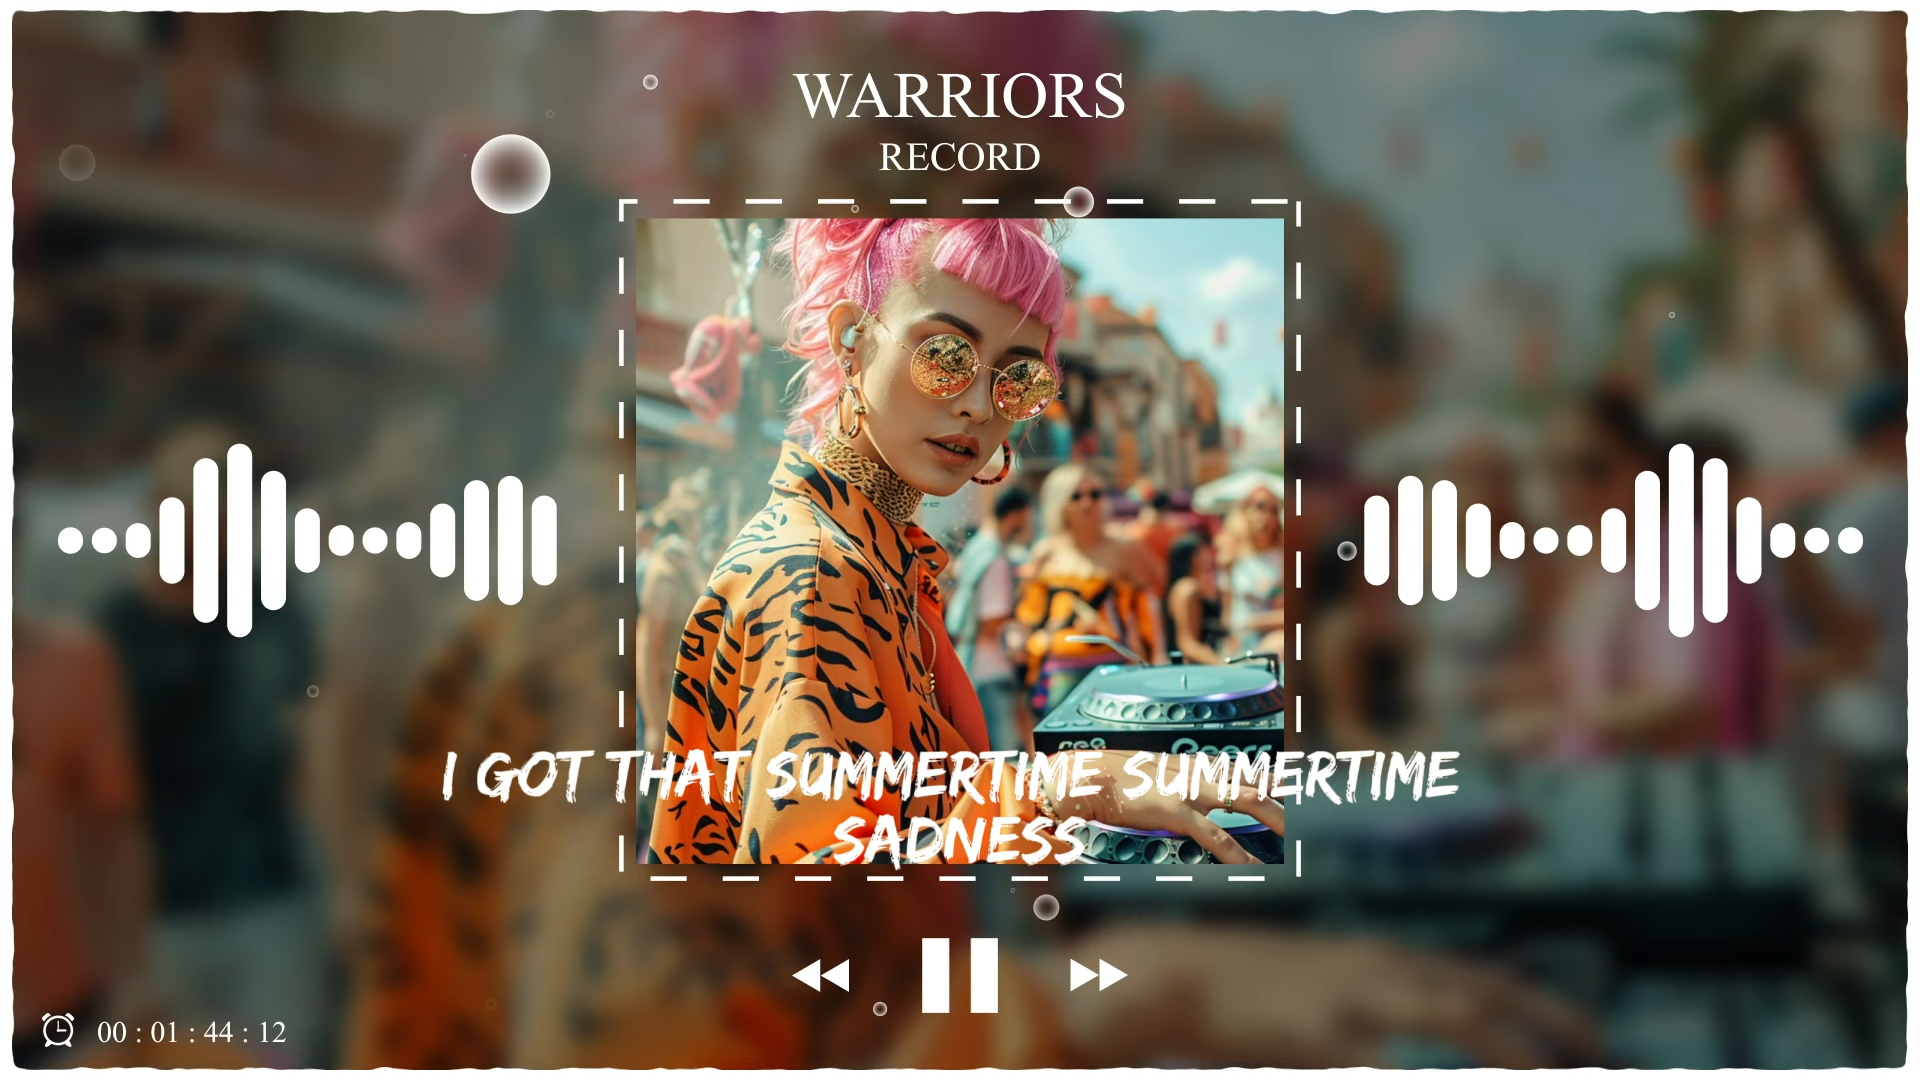 WARRIORS
RECORD
I GOT THAT SUMMERTIME SUMMERTIME
SADNESS
00 : 01 : 44 : 12